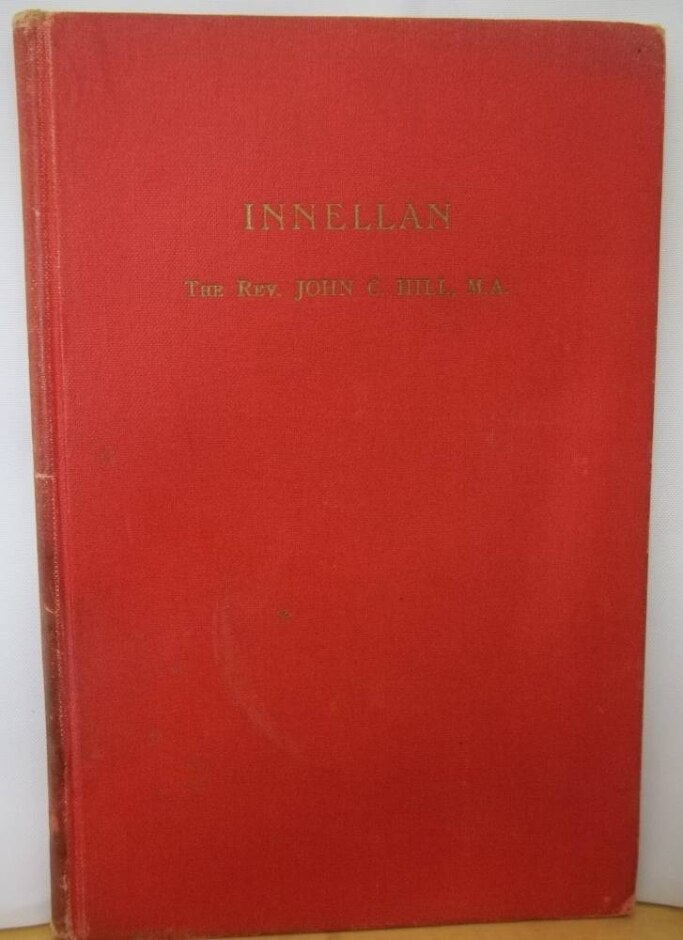 INNELLAN
THE REV. JOHN C. HILL, M.A.